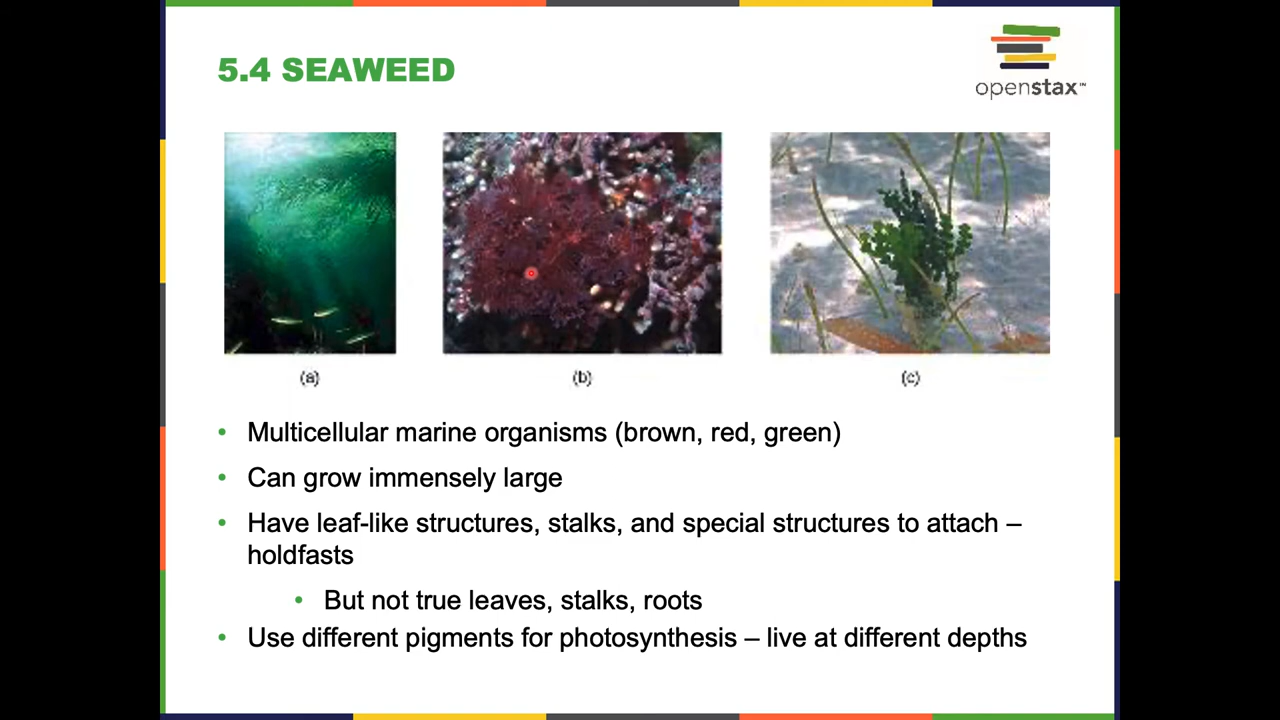 5.4 SEAWEED
openstax™
(a)
(b)
(c)
• Multicellular marine organisms (brown, red, green)
• Can grow immensely large
• Have leaf-like structures, stalks, and special structures to attach –
holdfasts
• But not true leaves, stalks, roots
• Use different pigments for photosynthesis – live at different depths